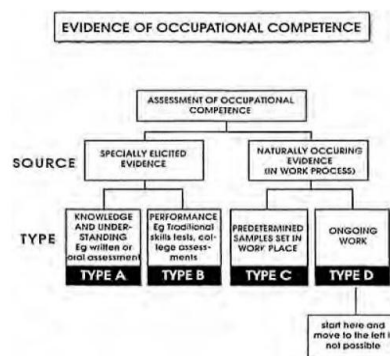 EVIDENCE OF OCCUPATIONAL COMPETENCE
ASSESSMENT OF OCCUPATIONAL
COMPETENCE
SOURCE
SPECIALLY ELICITED
EVIDENCE
NATURALLY OCCURING
EVIDENCE
(IN WORK PROCESS)
TYPE
KNOWLEDGE
AND UNDER-
STANDING
Eg written or
oral assessment
TYPE A
PERFORMANCE
Eg Traditional
skills tests, col-
lege assess-
ments
TYPE B
PREDETERMINED
SAMPLES SET IN
WORK PLACE
TYPE C
ONGOING
WORK
TYPE D
start here and
move to the left i
not possible